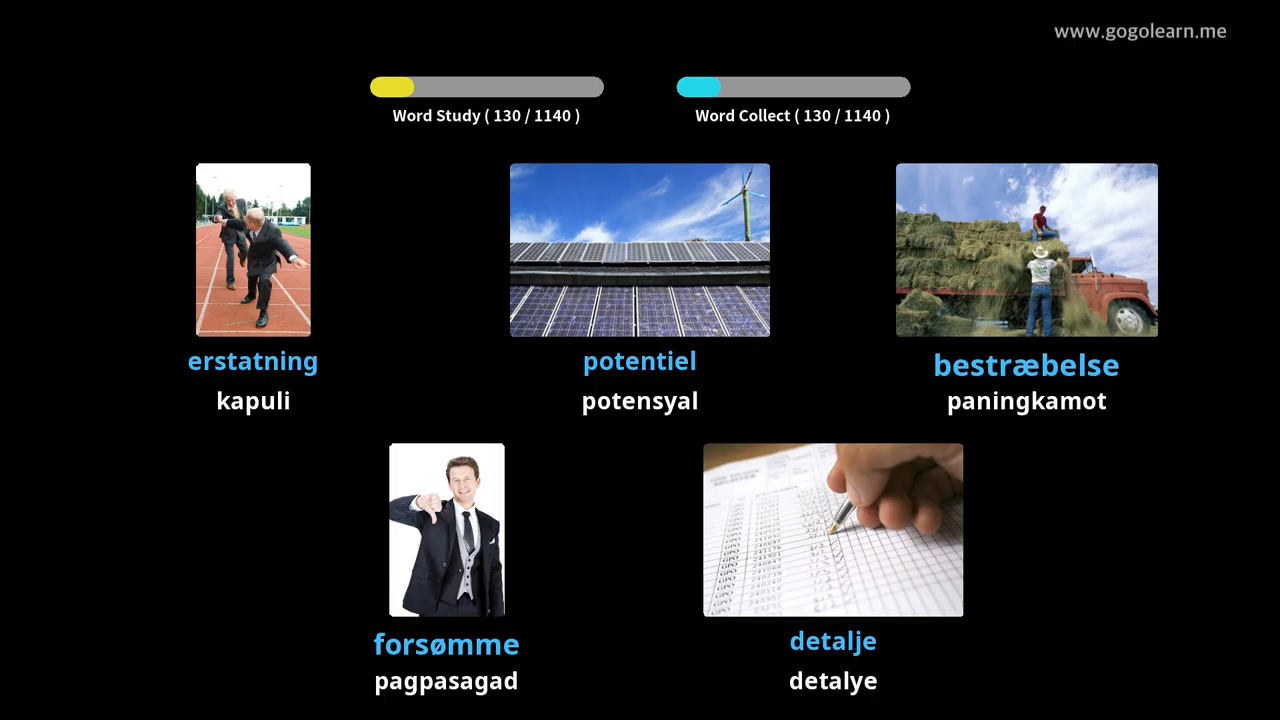 www.gogolearn.me
Word Study ( 130 / 1140 )
Word Collect ( 130 / 1140 )
erstatning
potentiel
bestræbelse
kapuli
potensyal
paningkamot
forsømme
detalje
pagpasagad
detalye